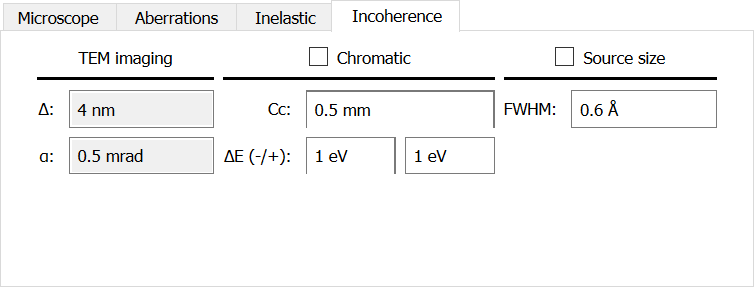 Microscope Aberrations Inelastic Incoherence
TEM imaging Chromatic Source size
Δ: 4 nm Cc: 0.5 mm FWHM: 0.6 Å
α: 0.5 mrad ΔE (-/+): 1 eV 1 eV